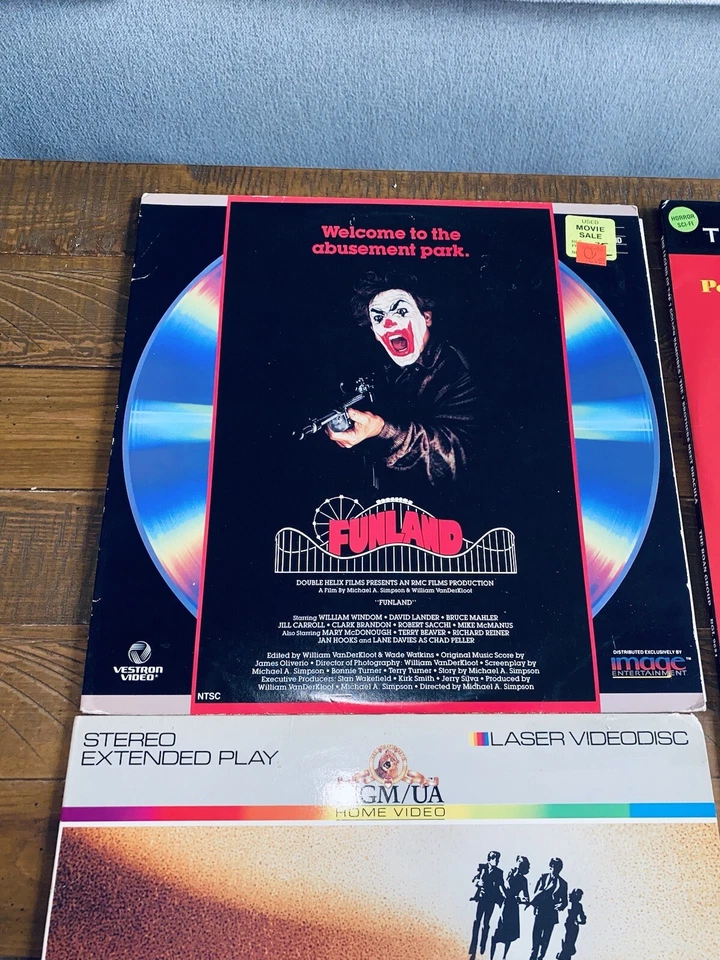 Welcome to the
abusement park.
USED
MOVIE
SALE
HORROR
SCI-FI
T
P
FUNLAND
DOUBLE HELIX FILMS PRESENTS AN RMC FILMS PRODUCTION
A Film By Michael A. Simpson & William VanDerKloot
"FUNLAND"
Starring WILLIAM WINDOM • DAVID LANDER • BRUCE MAHLER
JILL CARROLL • CLARK BRANDON • ROBERT SACCHI • MIKE McMANUS
Also Starring MARY McDONOUGH • TERRY BEAVER • RICHARD REINER
JAN HOOKS and LANE DAVIES AS CHAD PELLER
Edited by William VanDerKloot & Wade Watkins • Original Music Score by
James Oliverio • Director of Photography: William VanDerKloot • Screenplay by
Michael A. Simpson • Bonnie Turner • Terry Turner • Story by Michael A. Simpson
Executive Producers: Stan Wakefield • Kirk Smith • Jerry Silva • Produced by
William VanDerKloot • Michael A. Simpson • Directed by Michael A. Simpson
VESTRON
VIDEO®
NTSC
DISTRIBUTED EXCLUSIVELY BY
image™
ENTERTAINMENT
STEREO
EXTENDED PLAY
LASER VIDEODISC
GM/UA
HOME VIDEO